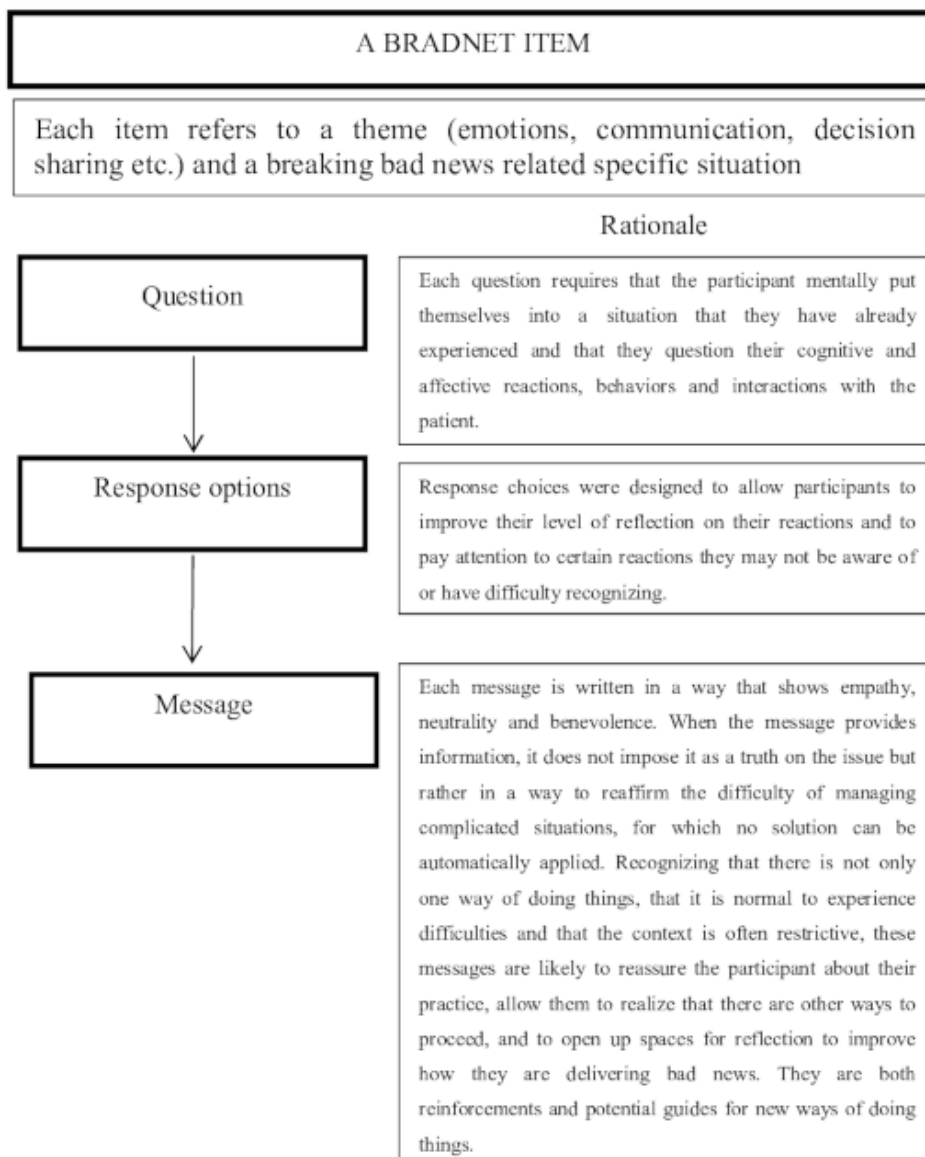 A BRADNET ITEM
Each item refers to a theme (emotions, communication, decision
sharing etc.) and a breaking bad news related specific situation
Rationale
Question
Each question requires that the participant mentally put
themselves into a situation that they have already
experienced and that they question their cognitive and
affective reactions, behaviors and interactions with the
patient.
Response options
Response choices were designed to allow participants to
improve their level of reflection on their reactions and to
pay attention to certain reactions they may not be aware of
or have difficulty recognizing.
Message
Each message is written in a way that shows empathy,
neutrality and benevolence. When the message provides
information, it does not impose it as a truth on the issue but
rather in a way to reaffirm the difficulty of managing
complicated situations, for which no solution can be
automatically applied. Recognizing that there is not only
one way of doing things, that it is normal to experience
difficulties and that the context is often restrictive, these
messages are likely to reassure the participant about their
practice, allow them to realize that there are other ways to
proceed, and to open up spaces for reflection to improve
how they are delivering bad news. They are both
reinforcements and potential guides for new ways of doing
things.